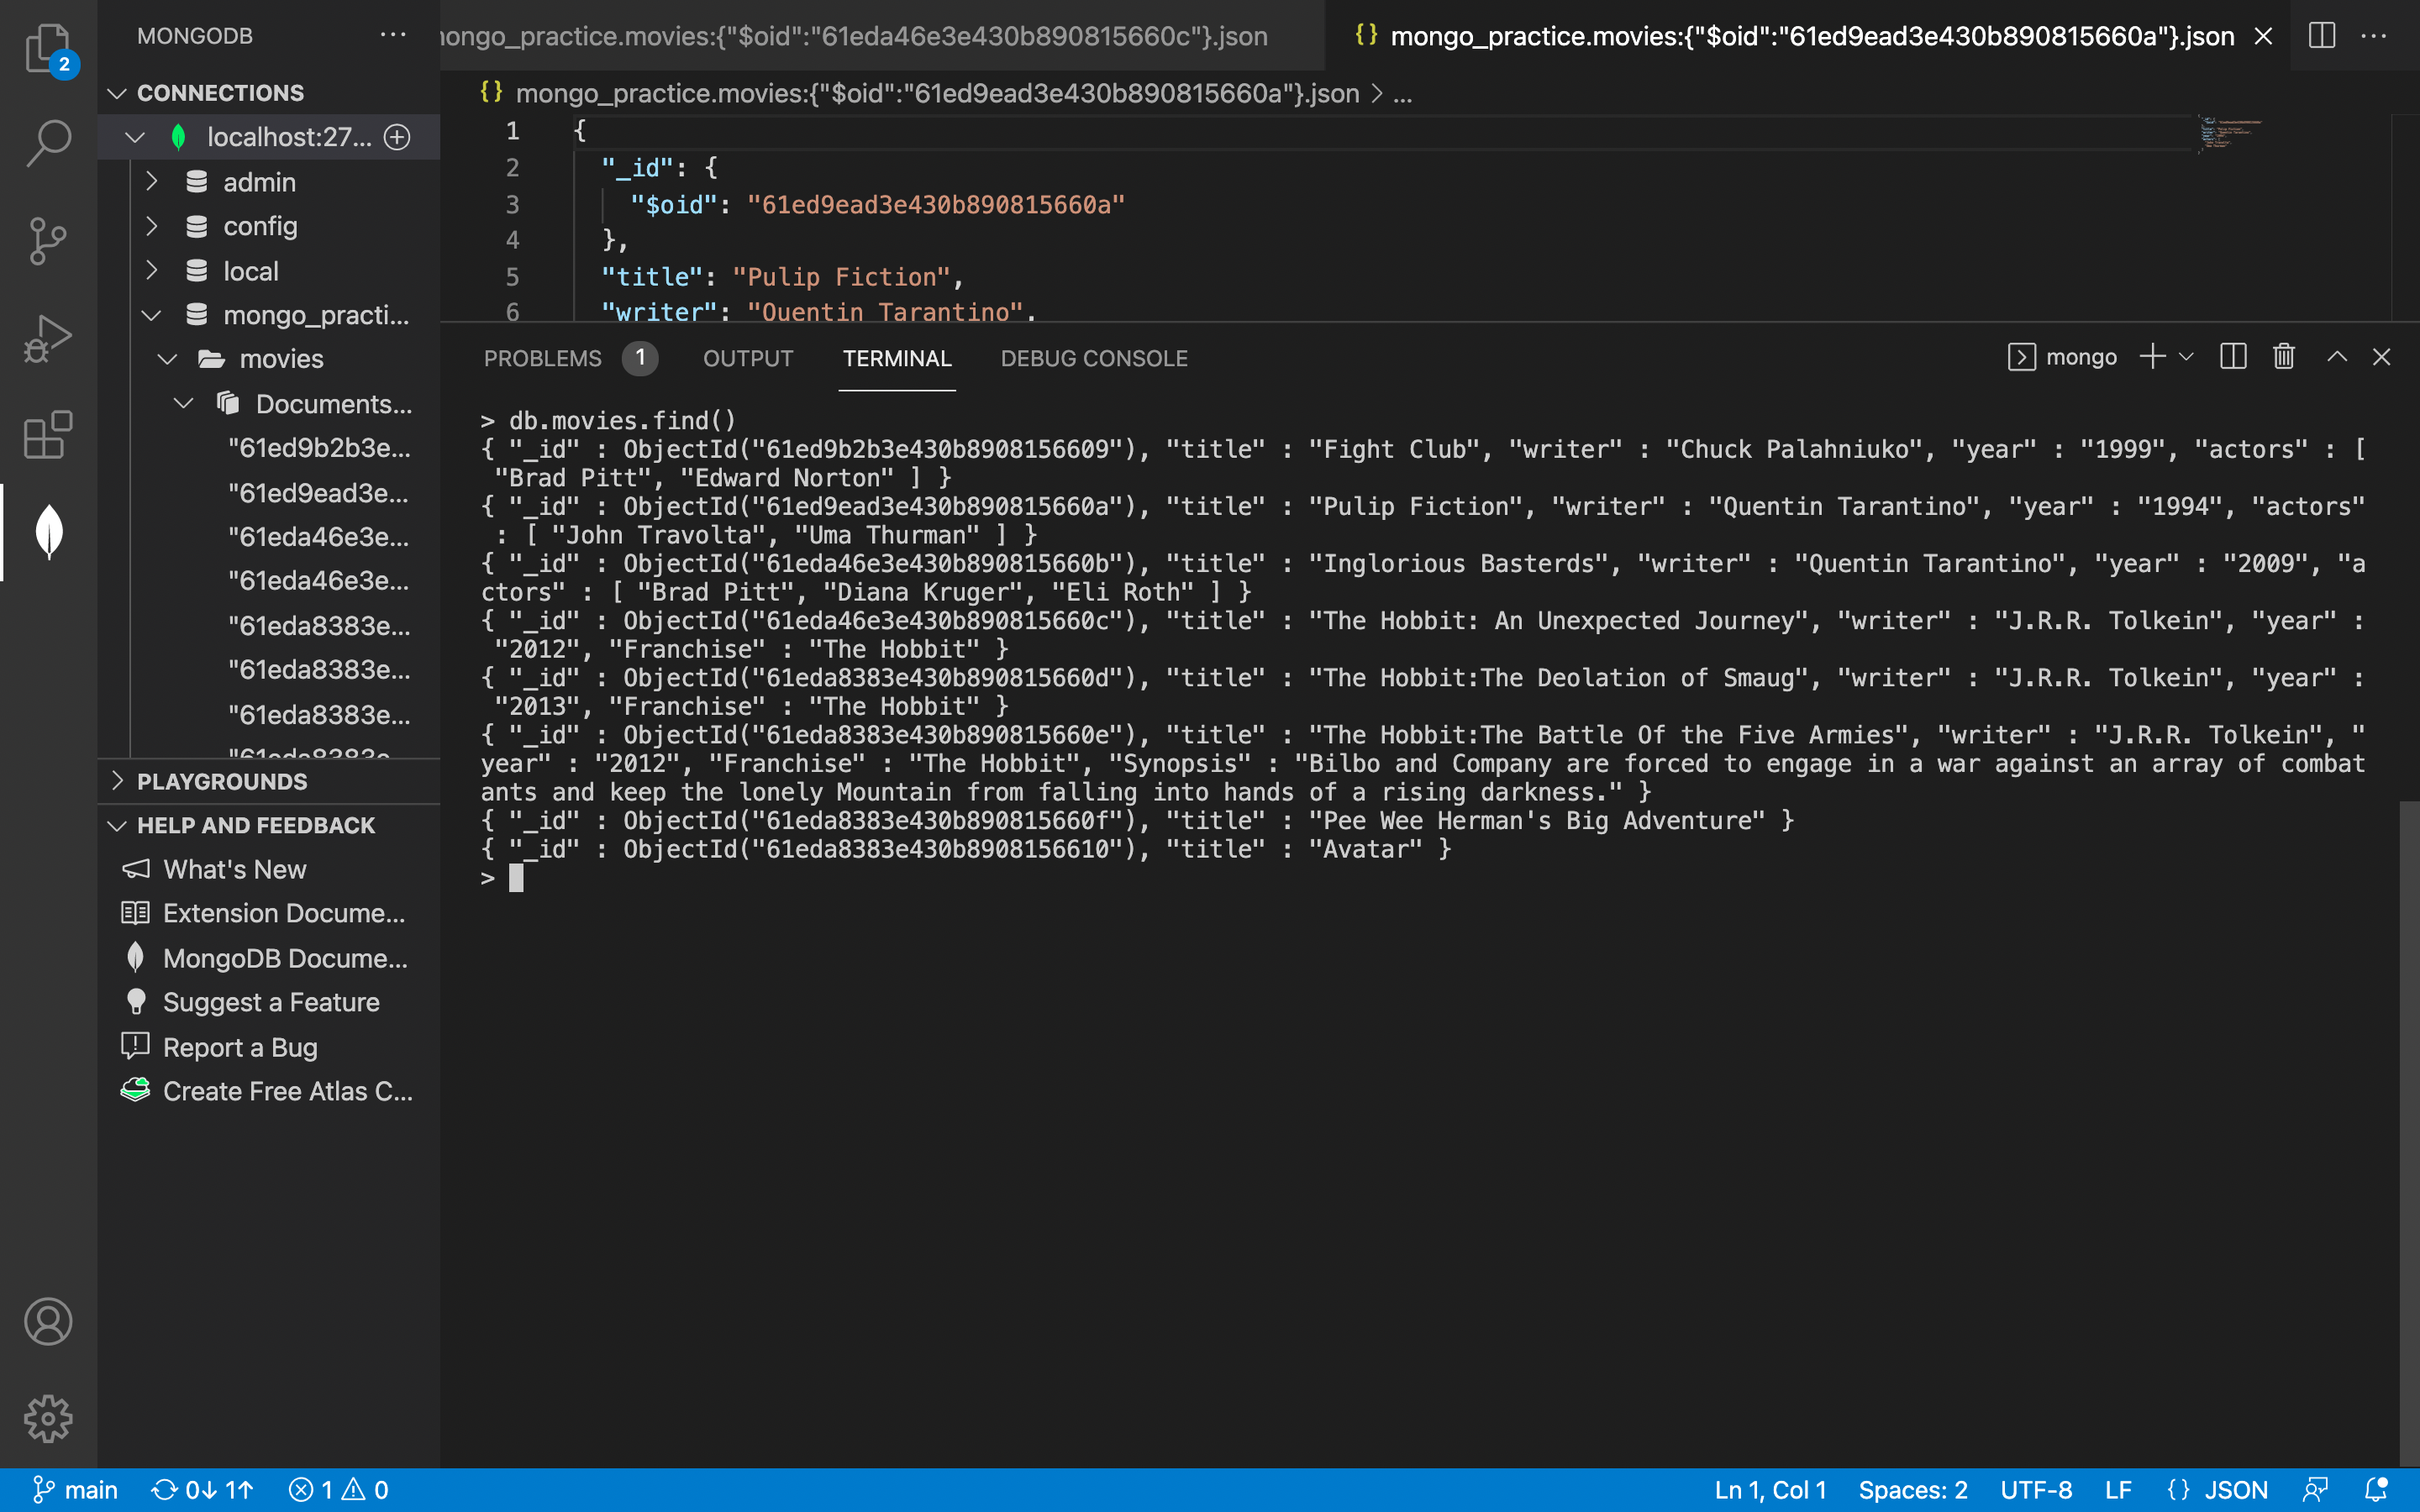 MONGODB
CONNECTIONS
localhost:27...
admin
config
local
mongo_practi...
movies
Documents...
"61ed9b2b3e...
"61ed9ead3e...
"61eda46e3e...
"61eda46e3e...
"61eda8383e...
"61eda8383e...
"61eda8383e...
"61eda8383e
PLAYGROUNDS
HELP AND FEEDBACK
What's New
Extension Docume...
MongoDB Docume...
Suggest a Feature
Report a Bug
Create Free Atlas C...
2
ongo_practice.movies:{"$oid":"61eda46e3e430b890815660c"}.json
{} mongo_practice.movies:{"$oid":"61ed9ead3e430b890815660a"}.json
{} mongo_practice.movies:{"$oid":"61ed9ead3e430b890815660a"}.json > ...
1 {
2 "_id": {
3 "$oid": "61ed9ead3e430b890815660a"
4 },
5 "title": "Pulip Fiction",
6 "writer": "Quentin Tarantino",
PROBLEMS 1 OUTPUT TERMINAL DEBUG CONSOLE
mongo
> db.movies.find()
{ "_id" : ObjectId("61ed9b2b3e430b8908156609"), "title" : "Fight Club", "writer" : "Chuck Palahniuko", "year" : "1999", "actors" : [
"Brad Pitt", "Edward Norton" ] }
{ "_id" : ObjectId("61ed9ead3e430b890815660a"), "title" : "Pulip Fiction", "writer" : "Quentin Tarantino", "year" : "1994", "actors"
: [ "John Travolta", "Uma Thurman" ] }
{ "_id" : ObjectId("61eda46e3e430b890815660b"), "title" : "Inglorious Basterds", "writer" : "Quentin Tarantino", "year" : "2009", "a
ctors" : [ "Brad Pitt", "Diana Kruger", "Eli Roth" ] }
{ "_id" : ObjectId("61eda46e3e430b890815660c"), "title" : "The Hobbit: An Unexpected Journey", "writer" : "J.R.R. Tolkein", "year" :
"2012", "Franchise" : "The Hobbit" }
{ "_id" : ObjectId("61eda8383e430b890815660d"), "title" : "The Hobbit:The Deolation of Smaug", "writer" : "J.R.R. Tolkein", "year" :
"2013", "Franchise" : "The Hobbit" }
{ "_id" : ObjectId("61eda8383e430b890815660e"), "title" : "The Hobbit:The Battle Of the Five Armies", "writer" : "J.R.R. Tolkein", "
year" : "2012", "Franchise" : "The Hobbit", "Synopsis" : "Bilbo and Company are forced to engage in a war against an array of combat
ants and keep the lonely Mountain from falling into hands of a rising darkness." }
{ "_id" : ObjectId("61eda8383e430b890815660f"), "title" : "Pee Wee Herman's Big Adventure" }
{ "_id" : ObjectId("61eda8383e430b8908156610"), "title" : "Avatar" }
>
main 0↓ 1↑ 1 0
Ln 1, Col 1 Spaces: 2 UTF-8 LF {} JSON